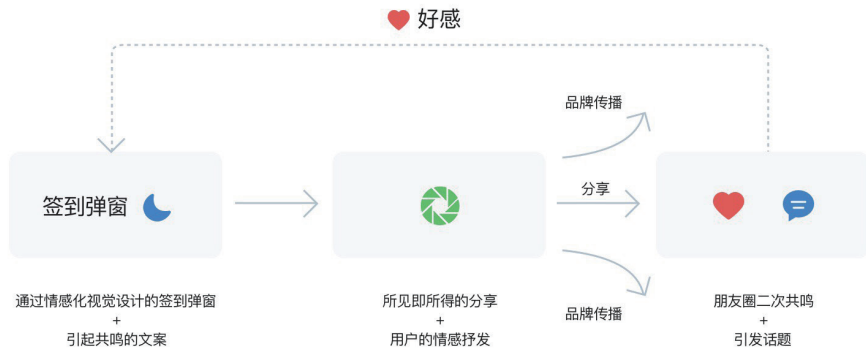 好感
品牌传播
签到弹窗
分享
品牌传播
通过情感化视觉设计的签到弹窗
+
引起共鸣的文案
所见即所得的分享
+
用户的情感抒发
朋友圈二次共鸣
+
引发话题